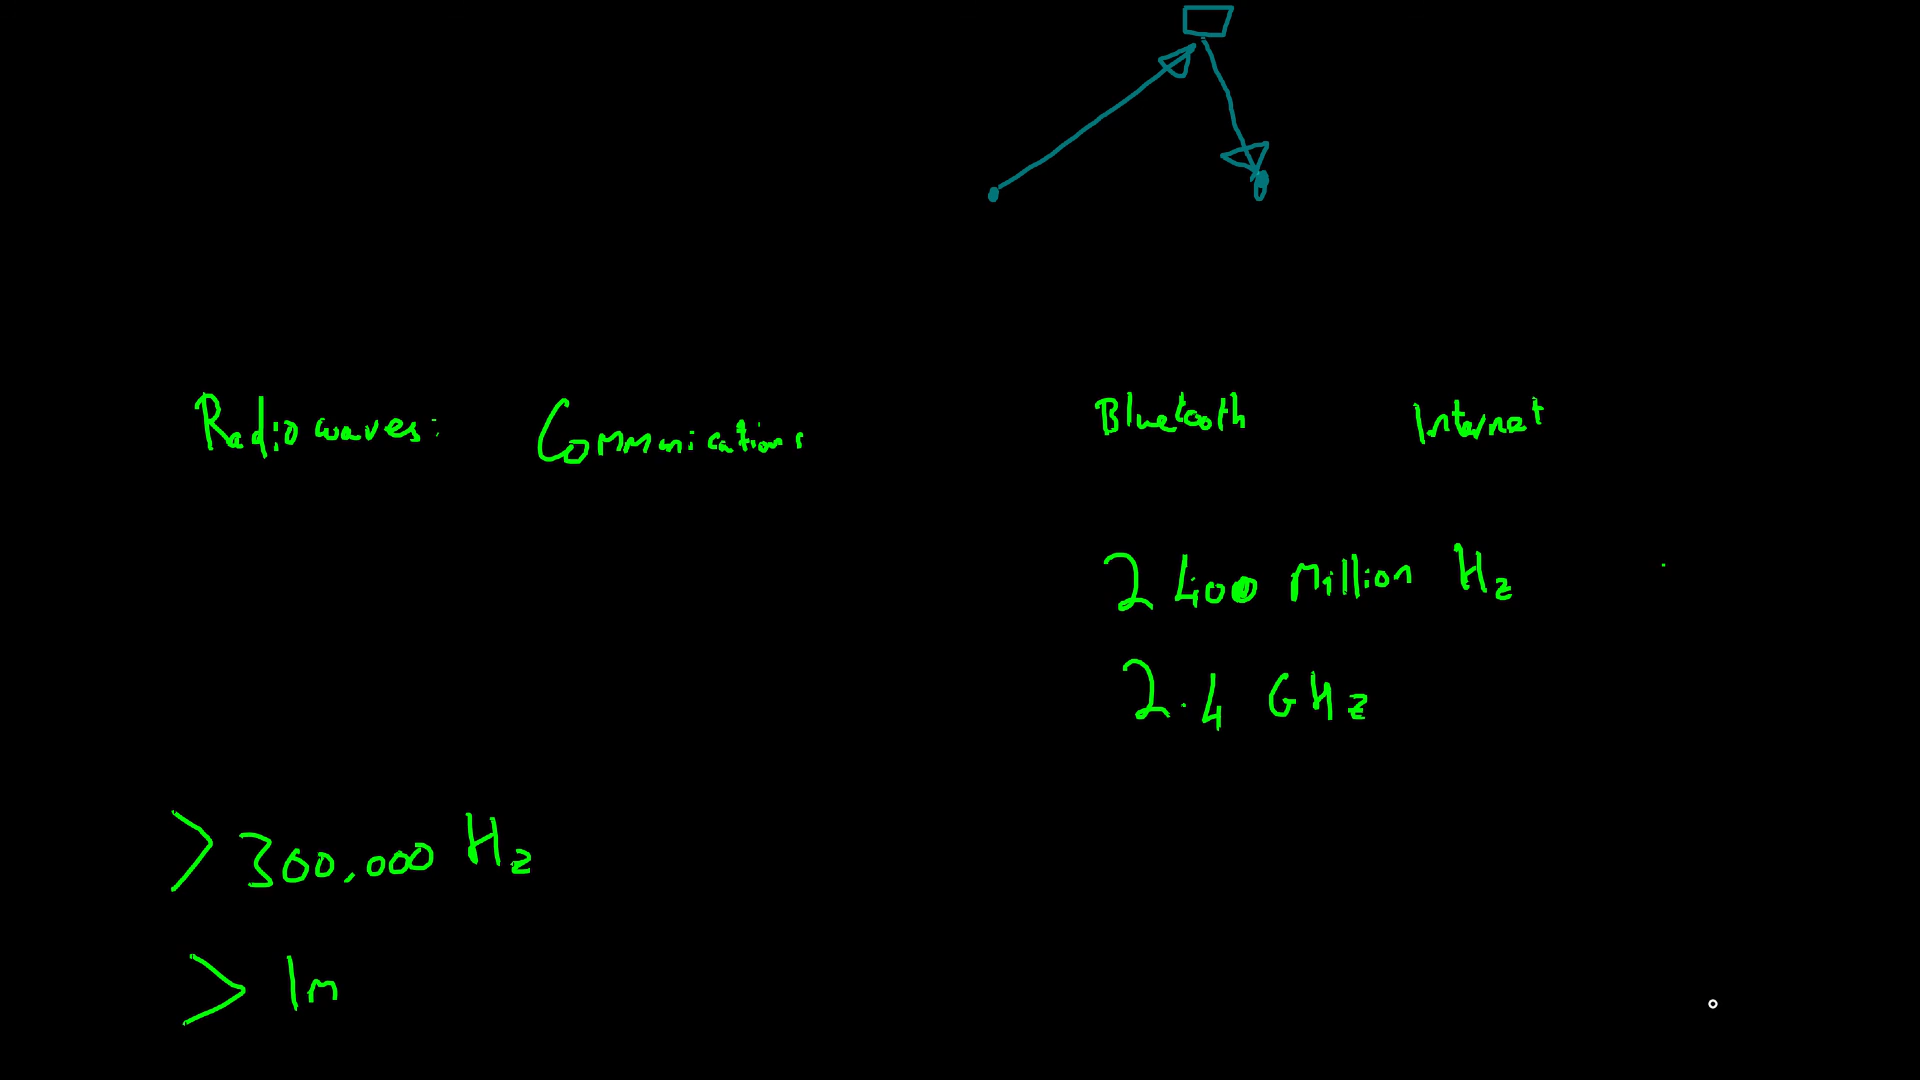 Radio waves: Communications Bluetooth Internet
2400 Million Hz
2.4 GHz
>300,000 Hz
>1m